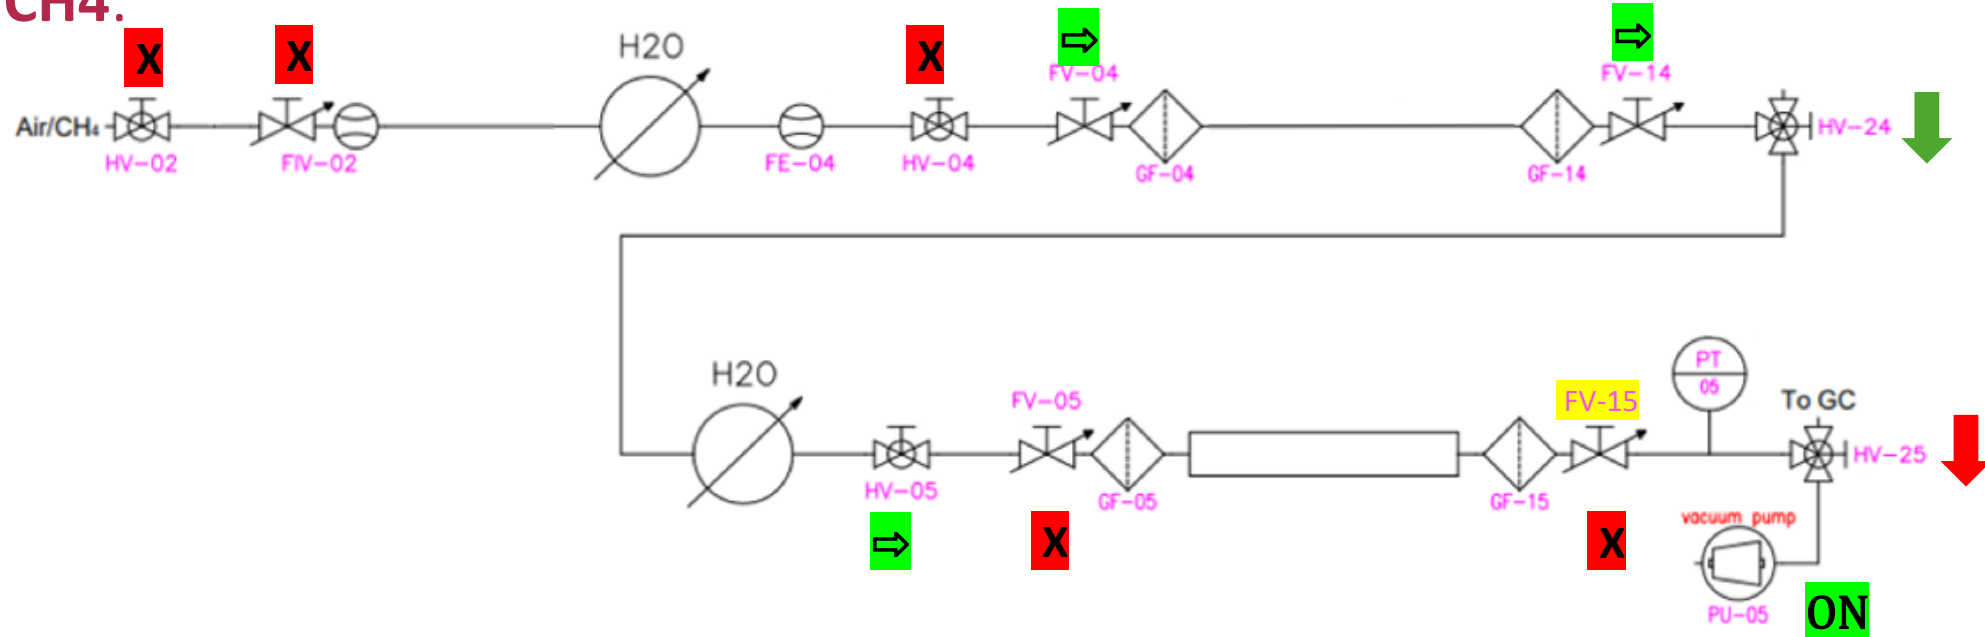 CH4.
X X X ⇨ ⇨
H2O
FV-04 FV-14
Air/CH₄ HV-24
HV-02 FIV-02 FE-04 HV-04 GF-04 GF-14
H2O
FV-05 FV-15
PT
05
To GC
HV-25
HV-05 GF-05 GF-15
vacuum pump
⇨ X X
PU-05 ON